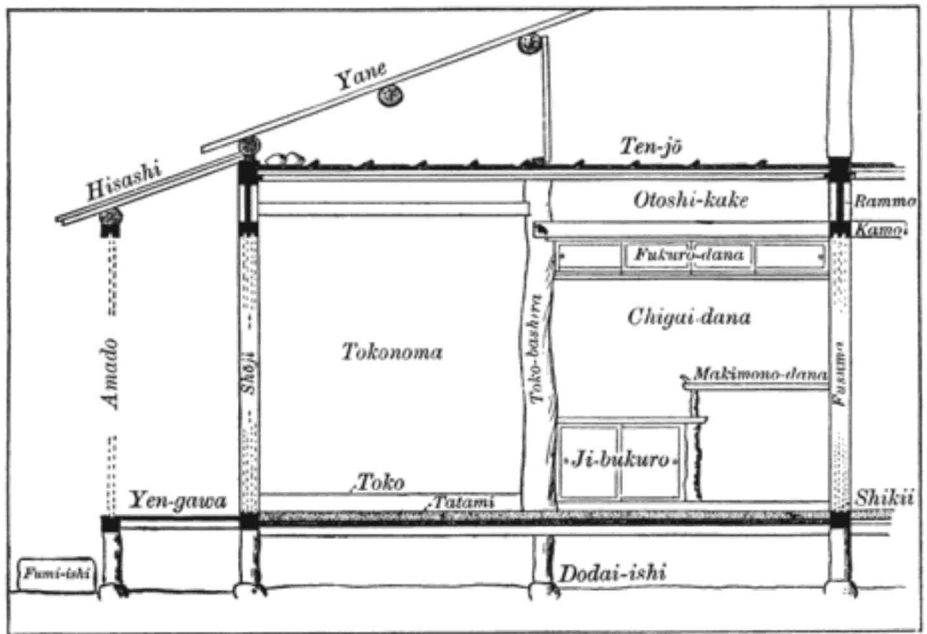 Yane
Ten-jō
Hisashi
Otoshi-kake
Rammo
Kamoi
Fukuro-dana
Chigai-dana
Tokonoma
Toko-bashira
Shōji
Amado
Makimono-dana
Fusuma
Ji-bukuro
Toko
Yen-gawa
Tatami
Shikii
Fumi-ishi
Dodai-ishi